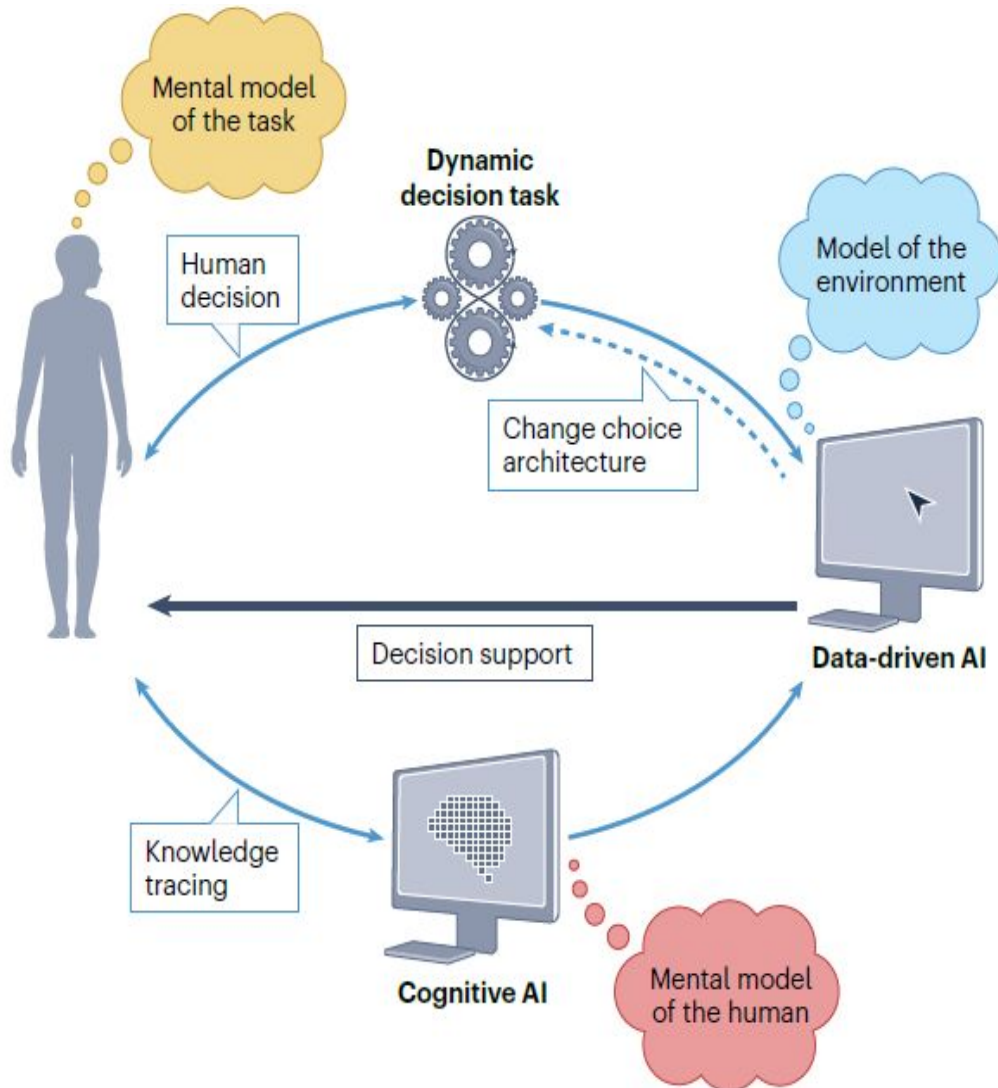 Mental model
of the task
Dynamic
decision task
Human
decision
Model of the
environment
Change choice
architecture
Decision support
Data-driven AI
Knowledge
tracing
Cognitive AI
Mental model
of the human